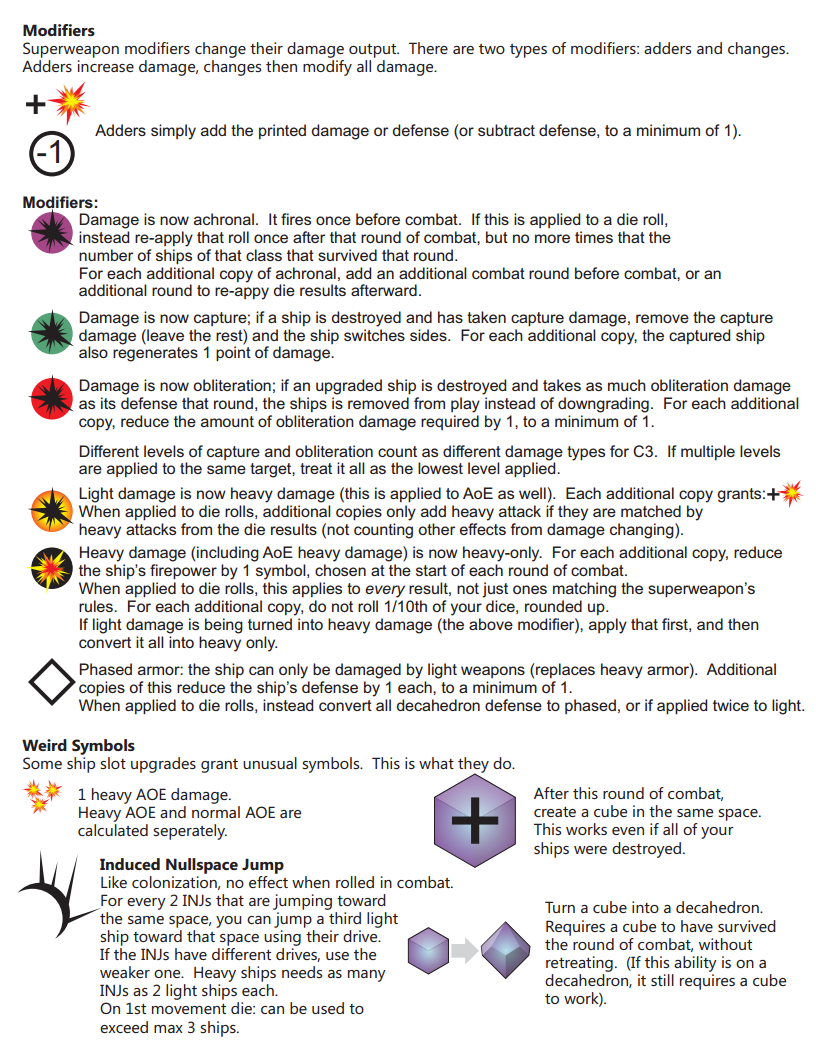 Modifiers
Superweapon modifiers change their damage output.  There are two types of modifiers: adders and changes.
Adders increase damage, changes then modify all damage.
+
Adders simply add the printed damage or defense (or subtract defense, to a minimum of 1).
-1
Modifiers:
Damage is now achronal.  It fires once before combat.  If this is applied to a die roll,
instead re-apply that roll once after that round of combat, but no more times that the
number of ships of that class that survived that round.
For each additional copy of achronal, add an additional combat round before combat, or an
additional round to re-appy die results afterward.
Damage is now capture; if a ship is destroyed and has taken capture damage, remove the capture
damage (leave the rest) and the ship switches sides.  For each additional copy, the captured ship
also regenerates 1 point of damage.
Damage is now obliteration; if an upgraded ship is destroyed and takes as much obliteration damage
as its defense that round, the ships is removed from play instead of downgrading.  For each additional
copy, reduce the amount of obliteration damage required by 1, to a minimum of 1.
Different levels of capture and obliteration count as different damage types for C3.  If multiple levels
are applied to the same target, treat it all as the lowest level applied.
Light damage is now heavy damage (this is applied to AoE as well).  Each additional copy grants:+
When applied to die rolls, additional copies only add heavy attack if they are matched by
heavy attacks from the die results (not counting other effects from damage changing).
Heavy damage (including AoE heavy damage) is now heavy-only.  For each additional copy, reduce
the ship's firepower by 1 symbol, chosen at the start of each round of combat.
When applied to die rolls, this applies to every result, not just ones matching the superweapon's
rules.  For each additional copy, do not roll 1/10th of your dice, rounded up.
If light damage is being turned into heavy damage (the above modifier), apply that first, and then
convert it all into heavy only.
Phased armor: the ship can only be damaged by light weapons (replaces heavy armor).  Additional
copies of this reduce the ship's defense by 1 each, to a minimum of 1.
When applied to die rolls, instead convert all decahedron defense to phased, or if applied twice to light.
Weird Symbols
Some ship slot upgrades grant unusual symbols.  This is what they do.
1 heavy AOE damage.
Heavy AOE and normal AOE are
calculated seperately.
+
After this round of combat,
create a cube in the same space.
This works even if all of your
ships were destroyed.
Induced Nullspace Jump
Like colonization, no effect when rolled in combat.
For every 2 INJs that are jumping toward
the same space, you can jump a third light
ship toward that space using their drive.
If the INJs have different drives, use the
weaker one.  Heavy ships needs as many
INJs as 2 light ships each.
On 1st movement die: can be used to
exceed max 3 ships.
Turn a cube into a decahedron.
Requires a cube to have survived
the round of combat, without
retreating.  (If this ability is on a
decahedron, it still requires a cube
to work).